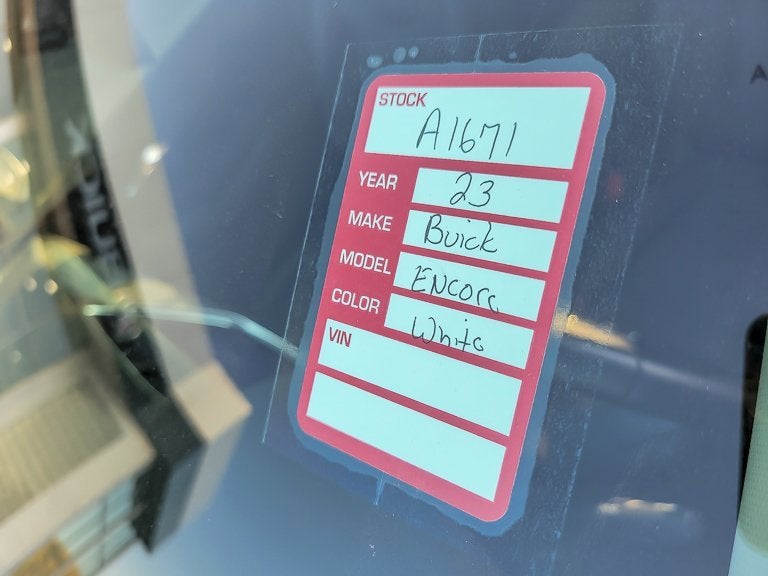 STOCK
A1671
YEAR 23
MAKE Buick
MODEL ENCORE
COLOR White
VIN
A